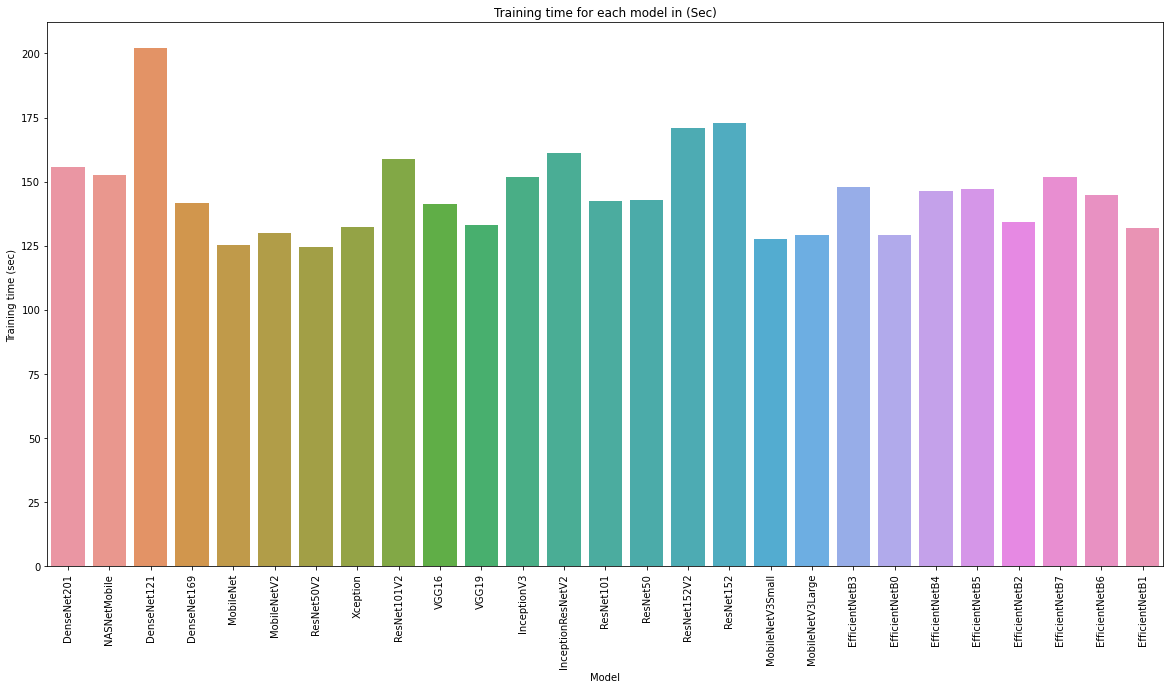 Training time for each model in (Sec)
Training time (sec)
200
175
150
125
100
75
50
25
0
DenseNet201
NASNetMobile
DenseNet121
DenseNet169
MobileNet
MobileNetV2
ResNet50V2
Xception
ResNet101V2
VGG16
VGG19
InceptionV3
InceptionResNetV2
ResNet101
ResNet50
ResNet152V2
ResNet152
MobileNetV3Small
MobileNetV3Large
EfficientNetB3
EfficientNetB0
EfficientNetB4
EfficientNetB5
EfficientNetB2
EfficientNetB7
EfficientNetB6
EfficientNetB1
Model